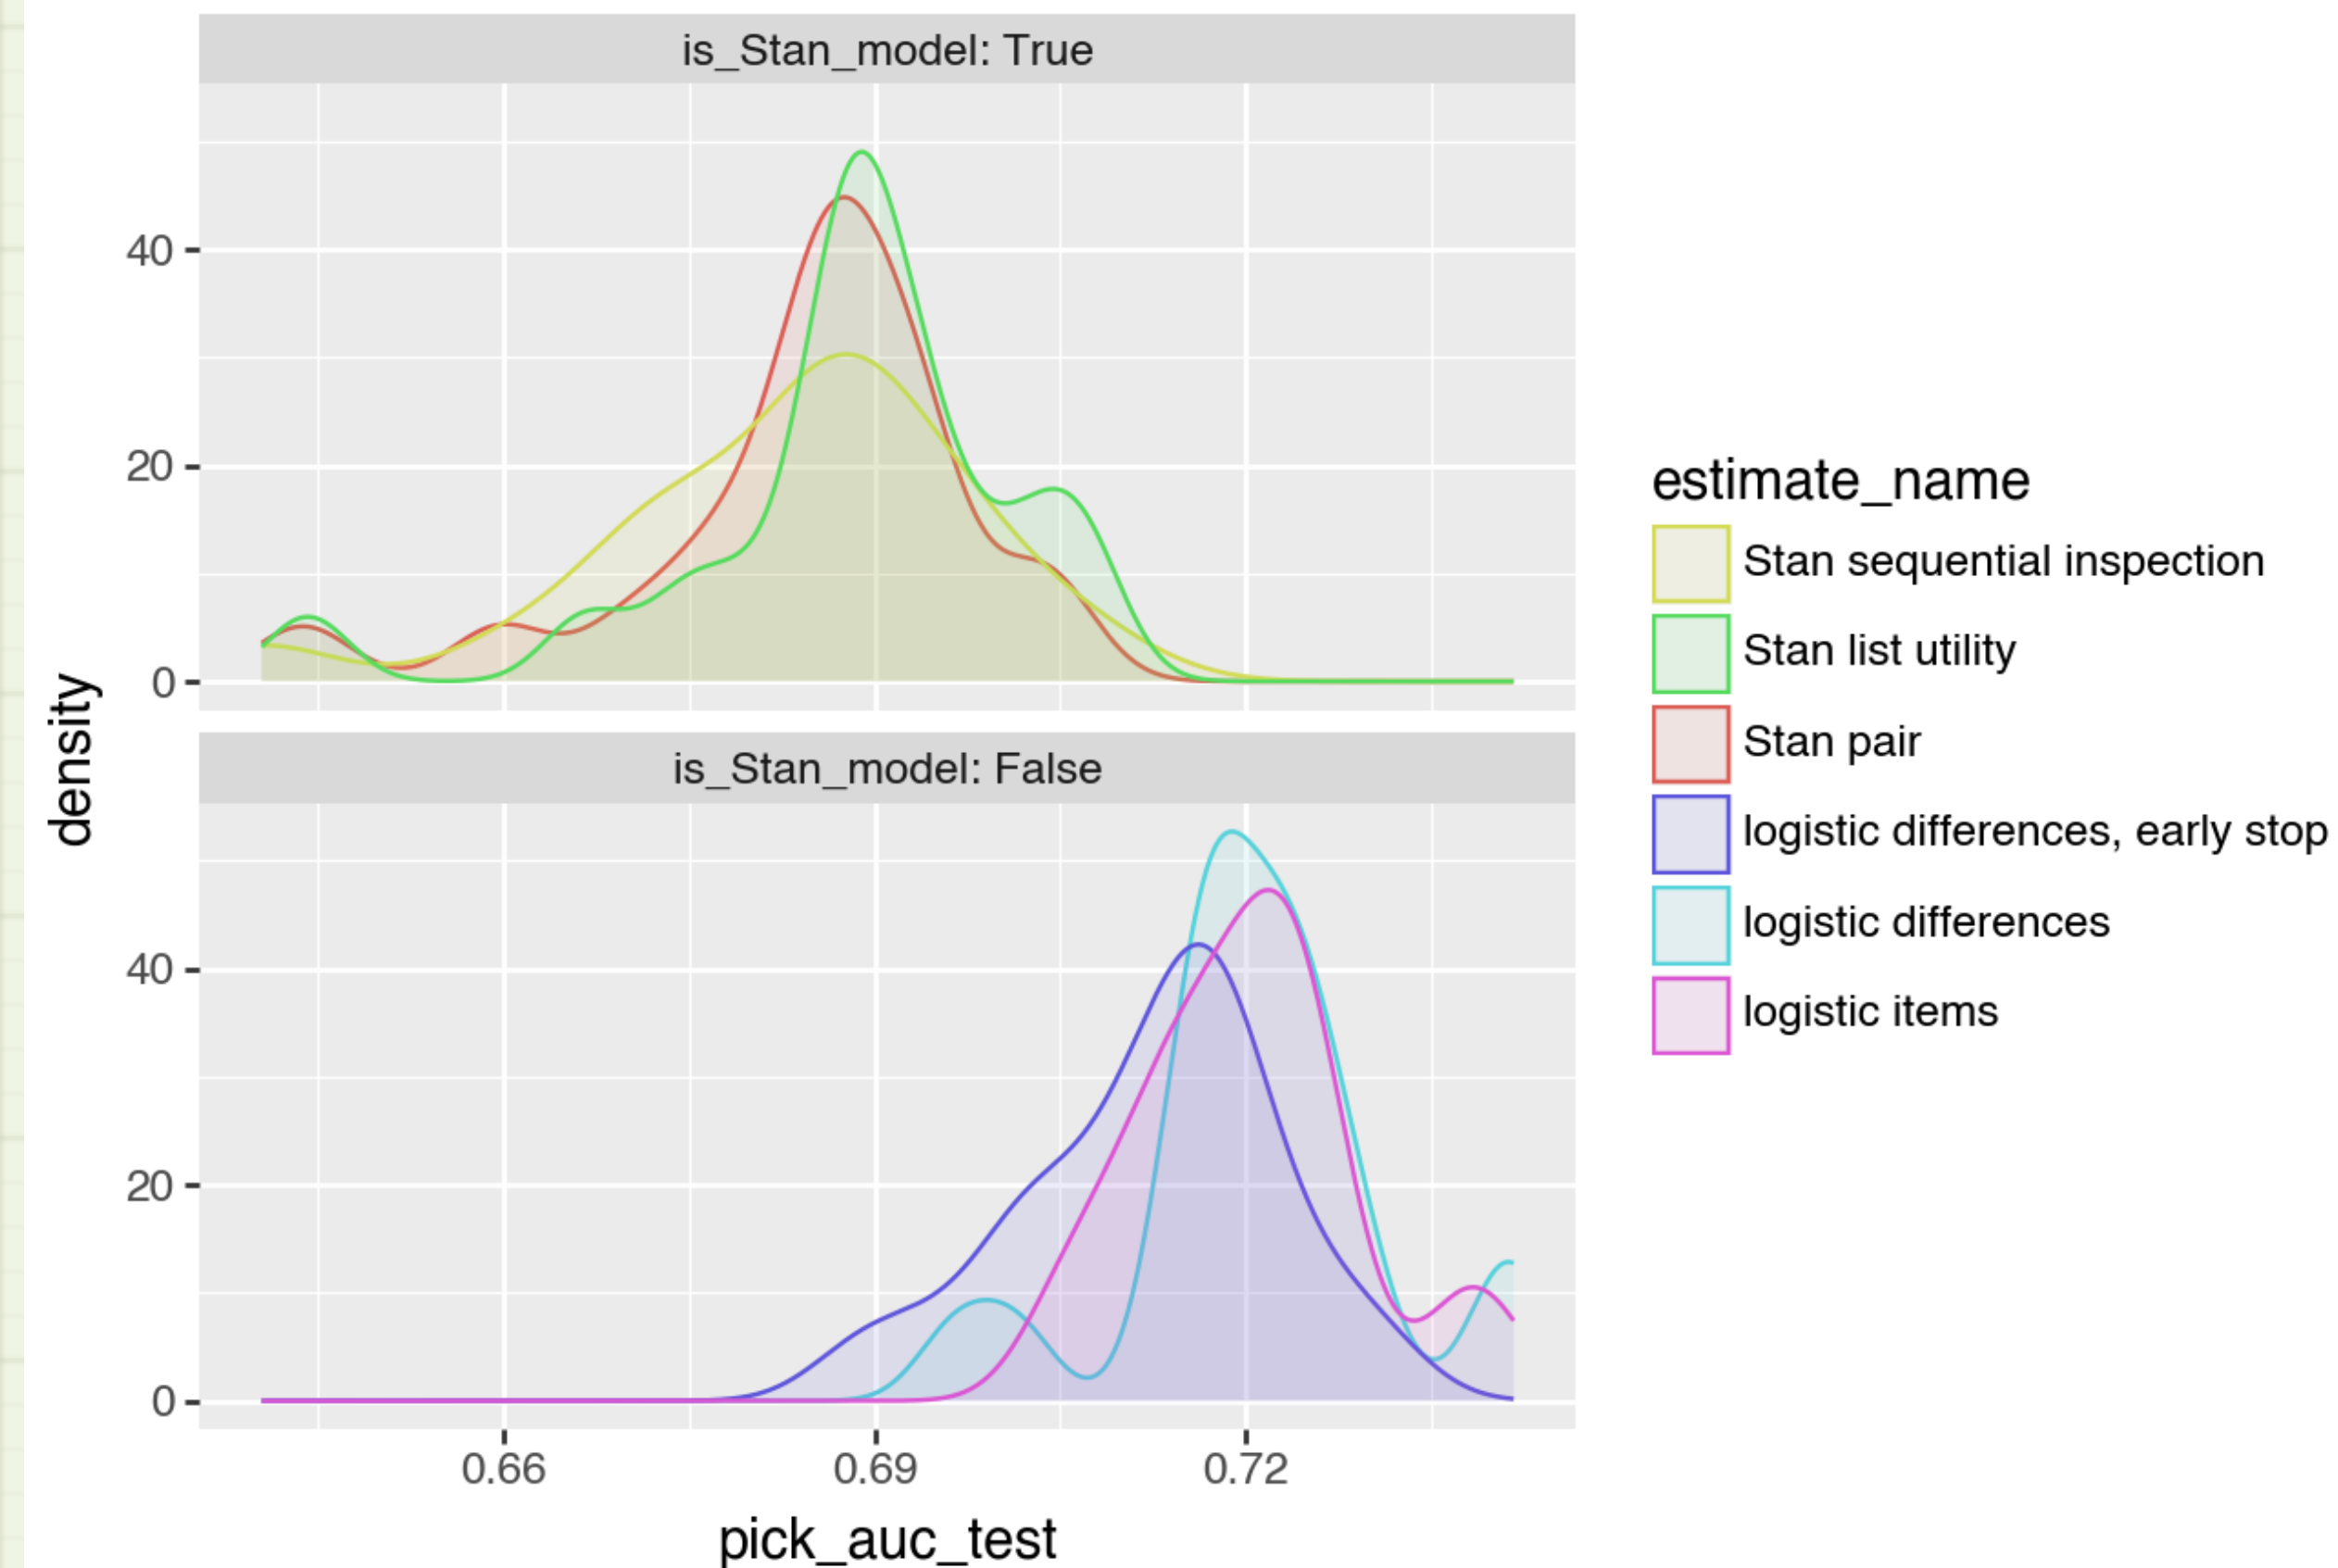 is_Stan_model: True
40
20
0
density
is_Stan_model: False
40
20
0
0.66 0.69 0.72
pick_auc_test
estimate_name
Stan sequential inspection
Stan list utility
Stan pair
logistic differences, early stop
logistic differences
logistic items